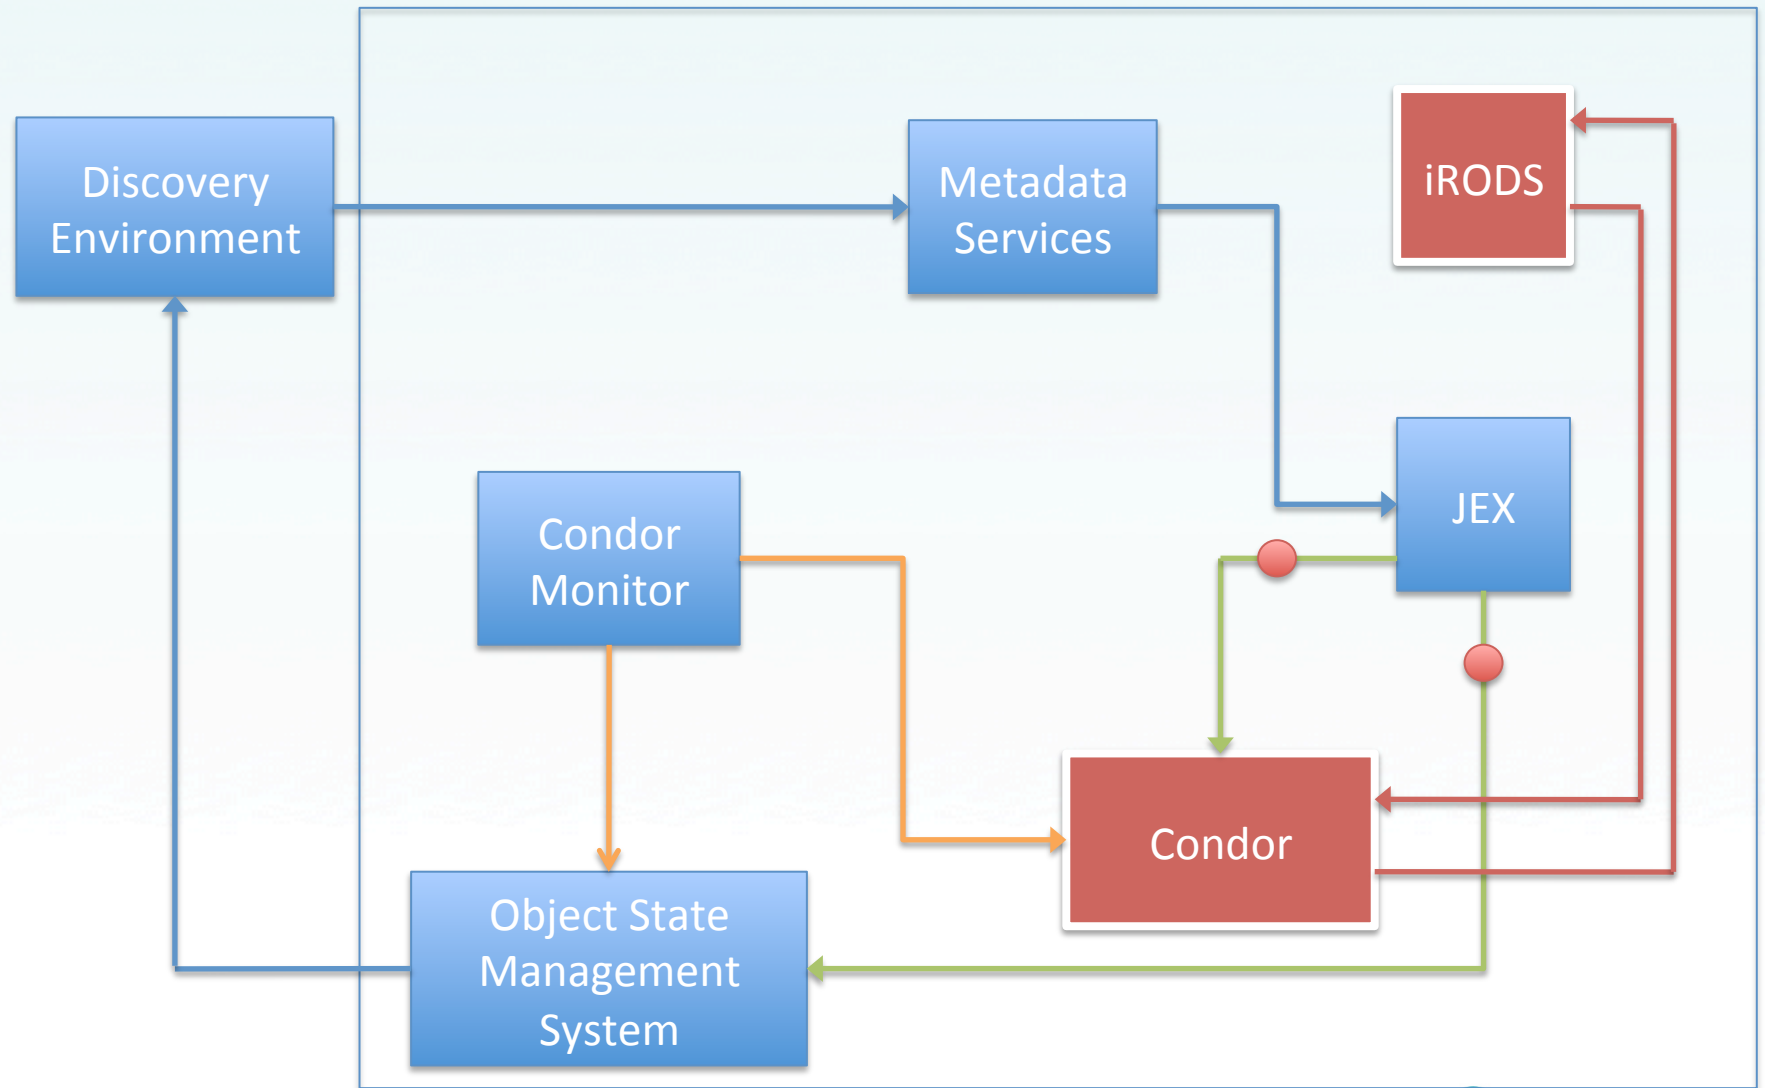 Discovery
Environment
Metadata
Services
iRODS
JEX
Condor
Monitor
Condor
Object State
Management
System